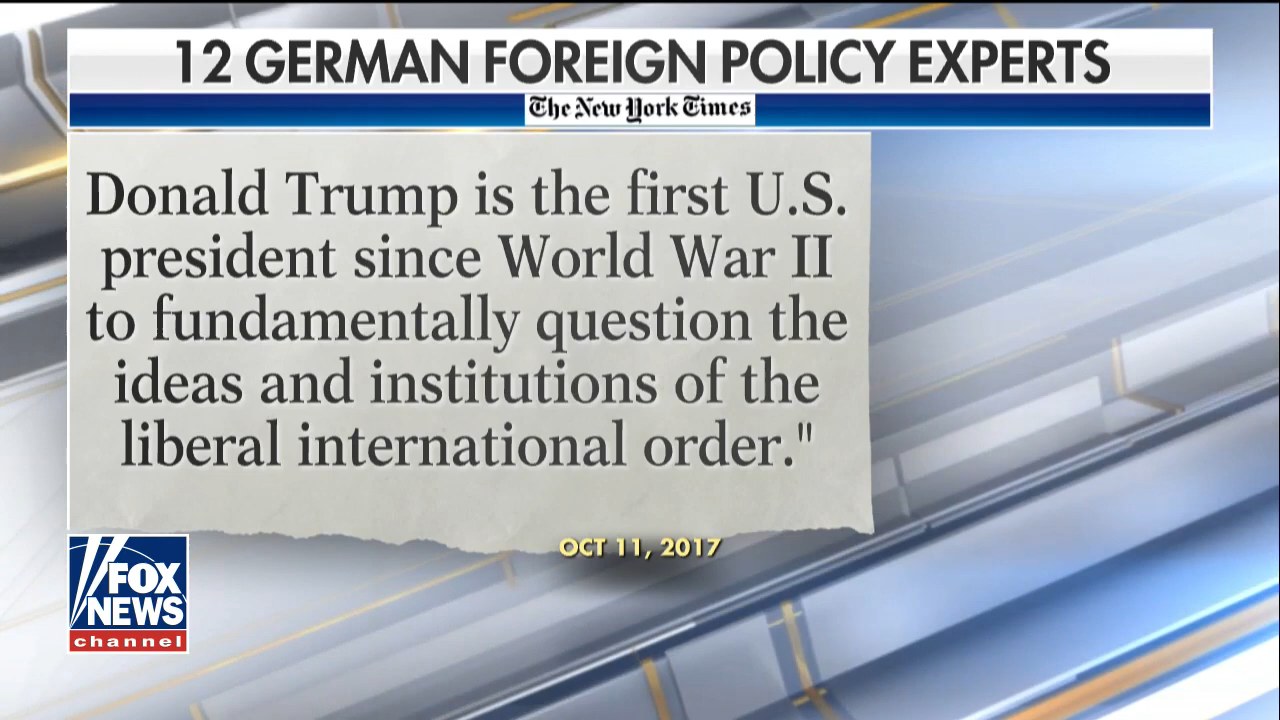 12 GERMAN FOREIGN POLICY EXPERTS
The New York Times
Donald Trump is the first U.S.
president since World War II
to fundamentally question the
ideas and institutions of the
liberal international order."
OCT 11, 2017
FOX
NEWS
channel